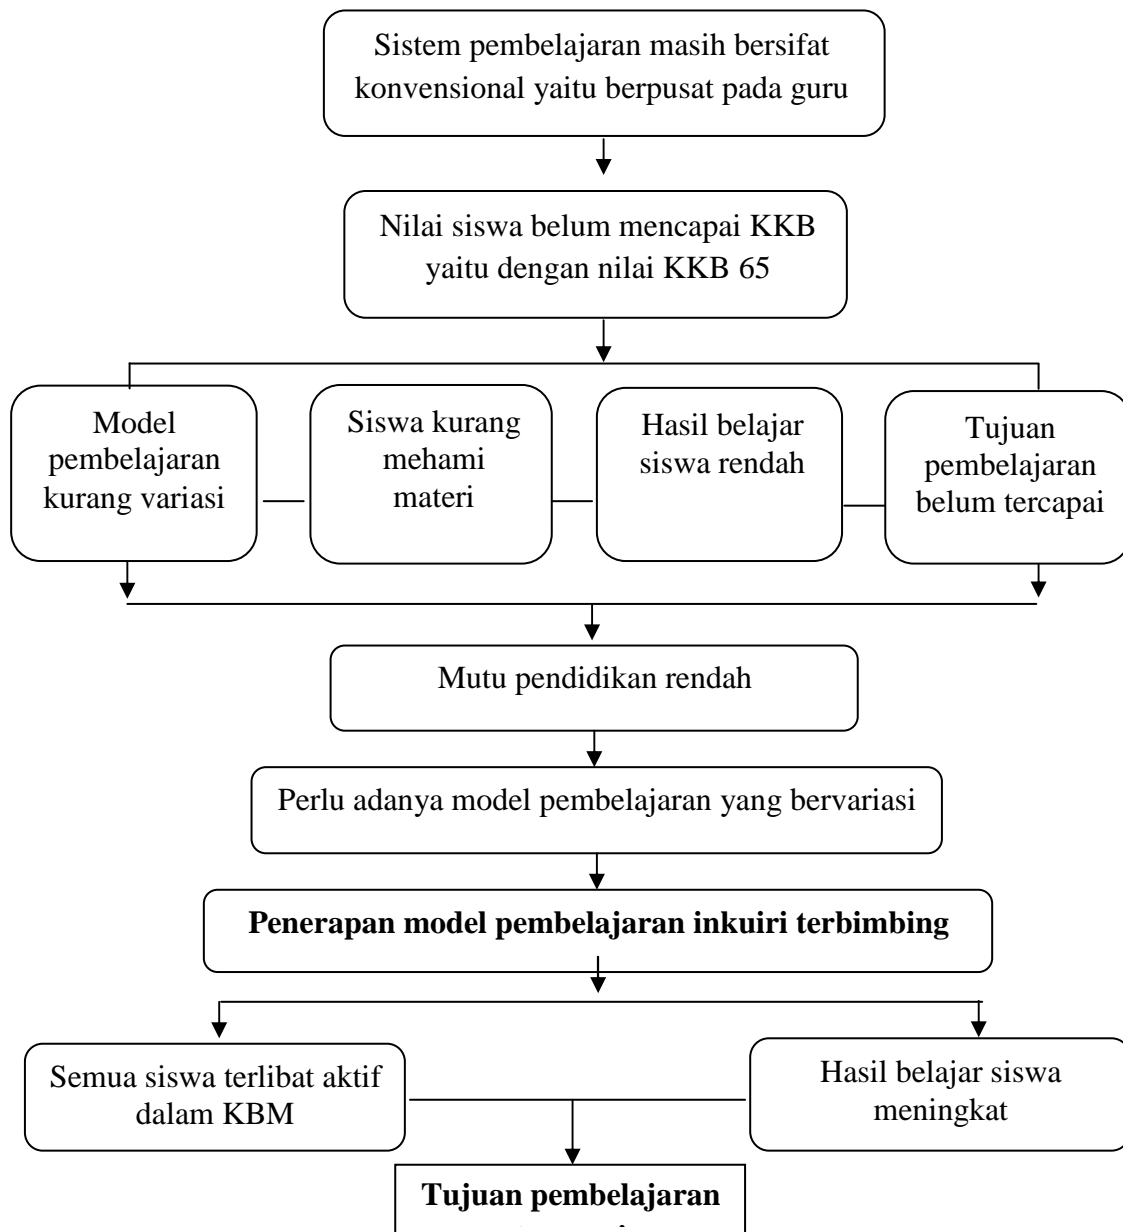 Sistem pembelajaran masih bersifat
konvensional yaitu berpusat pada guru
Nilai siswa belum mencapai KKB
yaitu dengan nilai KKB 65
Model
pembelajaran
kurang variasi
Siswa kurang
mehami
materi
Hasil belajar
siswa rendah
Tujuan
pembelajaran
belum tercapai
Mutu pendidikan rendah
Perlu adanya model pembelajaran yang bervariasi
Penerapan model pembelajaran inkuiri terbimbing
Semua siswa terlibat aktif
dalam KBM
Hasil belajar siswa
meningkat
Tujuan pembelajaran